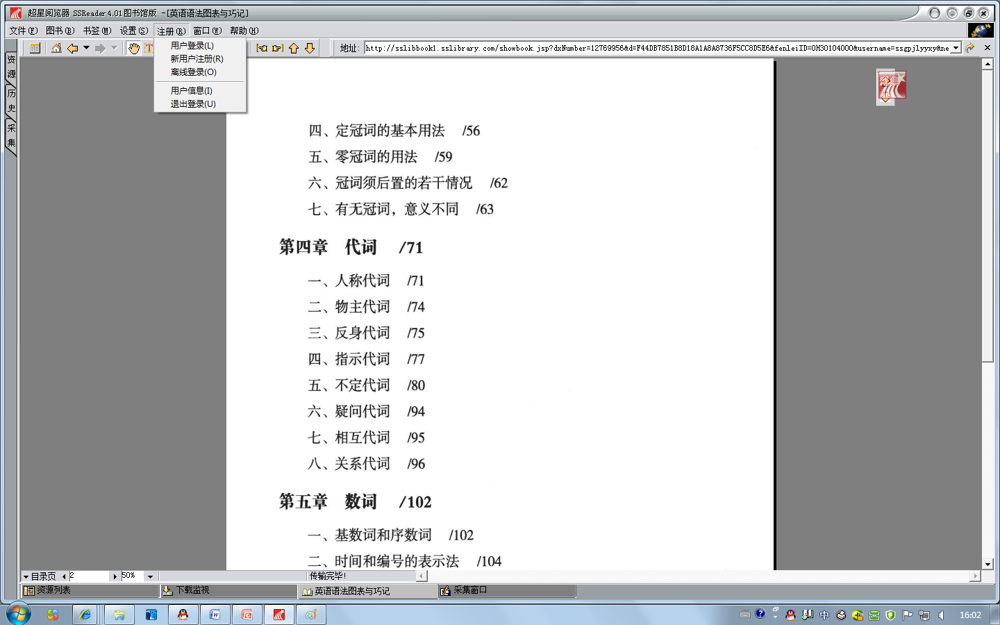 超星阅览器 SSReader 4.01 图书馆版 -[英语语法图表与巧记]
文件(F) 图书(B) 书签(M) 设置(S) 注册(R) 窗口(W) 帮助(H)
地址: http://sslibbook1.sslibrary.com/showbook.jsp?dxNumber=12769956&d=F44DB7851B8D18A1A8A8736F5CC8D5E6&fenleiID=0H30104000&username=ssgpjlyyxy&ne
用户登录(L)
新用户注册(R)
离线登录(O)
用户信息(I)
退出登录(U)
资源
历史
采集
采集
四、定冠词的基本用法 /56
五、零冠词的用法 /59
六、冠词须后置的若干情况 /62
七、有无冠词，意义不同 /63
第四章 代词 /71
一、人称代词 /71
二、物主代词 /74
三、反身代词 /75
四、指示代词 /77
五、不定代词 /80
六、疑问代词 /94
七、相互代词 /95
八、关系代词 /96
第五章 数词 /102
一、基数词和序数词 /102
二、时间和编号的表示法 /104
目录页 2 50% 传输完毕!
资源列表 下载监视 英语语法图表与巧记 采集窗口
中 16:02